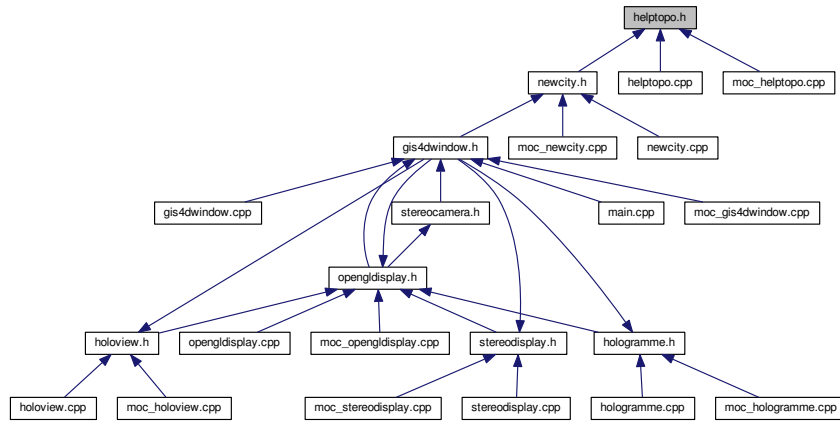 helptopo.h
newcity.h
helptopo.cpp
moc_helptopo.cpp
gis4dwindow.h
moc_newcity.cpp
newcity.cpp
gis4dwindow.cpp
stereocamera.h
main.cpp
moc_gis4dwindow.cpp
opengldisplay.h
holoview.h
opengldisplay.cpp
moc_opengldisplay.cpp
stereodisplay.h
hologramme.h
holoview.cpp
moc_holoview.cpp
moc_stereodisplay.cpp
stereodisplay.cpp
hologramme.cpp
moc_hologramme.cpp